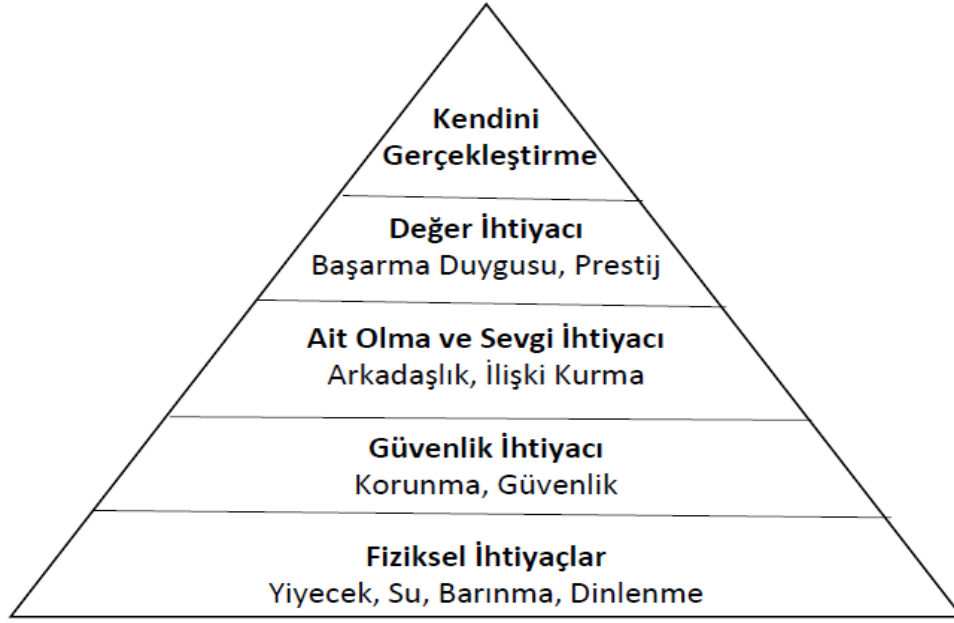 Kendini
Gerçekleştirme
Değer İhtiyacı
Başarma Duygusu, Prestij
Ait Olma ve Sevgi İhtiyacı
Arkadaşlık, İlişki Kurma
Güvenlik İhtiyacı
Korunma, Güvenlik
Fiziksel İhtiyaçlar
Yiyecek, Su, Barınma, Dinlenme